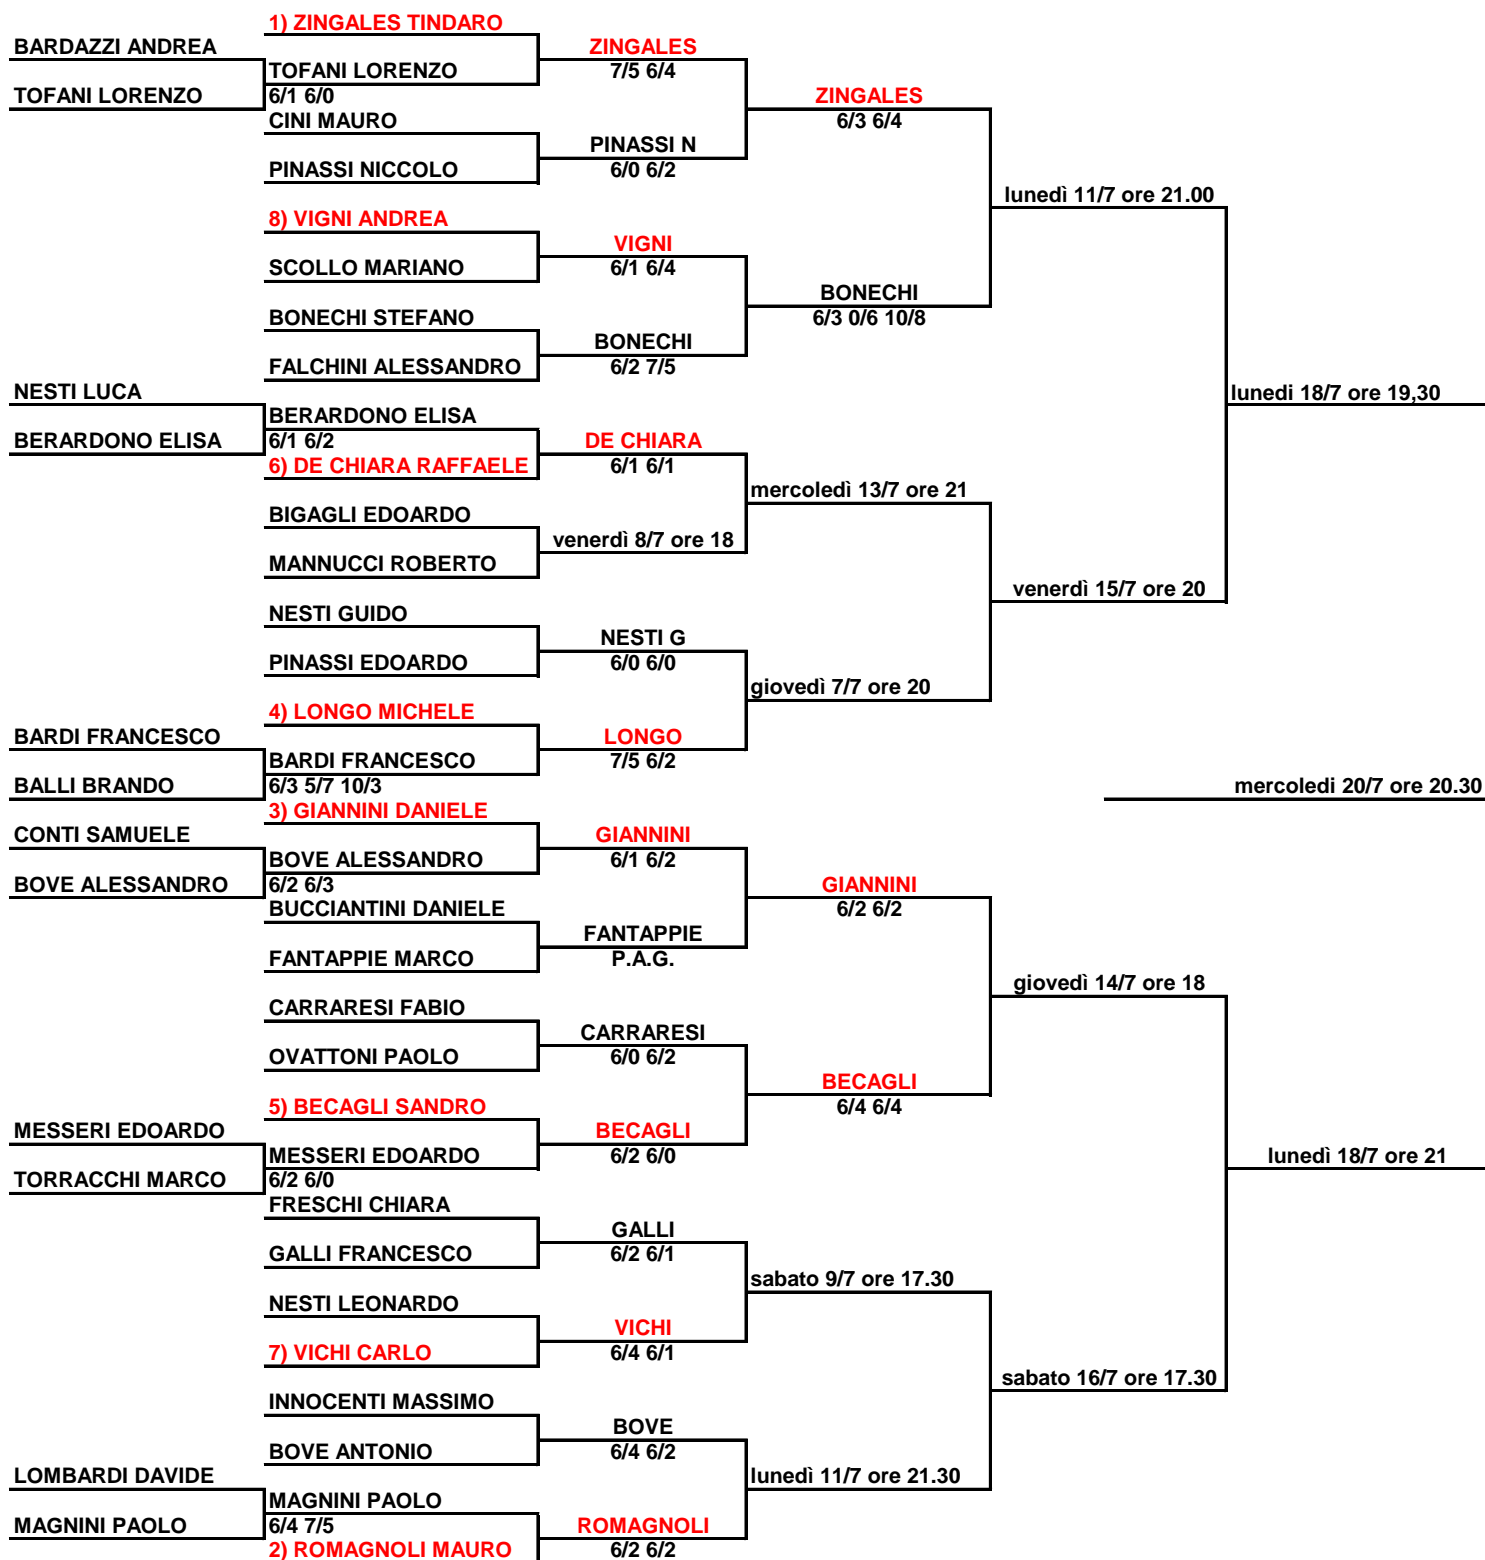 1) ZINGALES TINDARO
BARDAZZI ANDREA
ZINGALES
TOFANI LORENZO
7/5 6/4
TOFANI LORENZO
6/1 6/0
ZINGALES
CINI MAURO
6/3 6/4
PINASSI N
PINASSI NICCOLO
6/0 6/2
lunedì 11/7 ore 21.00
8) VIGNI ANDREA
VIGNI
SCOLLO MARIANO
6/1 6/4
BONECHI
BONECHI STEFANO
6/3 0/6 10/8
BONECHI
FALCHINI ALESSANDRO
6/2 7/5
NESTI LUCA
lunedi 18/7 ore 19,30
BERARDONO ELISA
BERARDONO ELISA
6/1 6/2
DE CHIARA
6) DE CHIARA RAFFAELE
6/1 6/1
mercoledì 13/7 ore 21
BIGAGLI EDOARDO
venerdì 8/7 ore 18
MANNUCCI ROBERTO
venerdì 15/7 ore 20
NESTI GUIDO
NESTI G
PINASSI EDOARDO
6/0 6/0
giovedì 7/7 ore 20
4) LONGO MICHELE
BARDI FRANCESCO
LONGO
BARDI FRANCESCO
7/5 6/2
BALLI BRANDO
6/3 5/7 10/3
mercoledi 20/7 ore 20.30
3) GIANNINI DANIELE
CONTI SAMUELE
GIANNINI
BOVE ALESSANDRO
6/1 6/2
BOVE ALESSANDRO
6/2 6/3
GIANNINI
BUCCIANTINI DANIELE
6/2 6/2
FANTAPPIE
FANTAPPIE MARCO
P.A.G.
giovedì 14/7 ore 18
CARRARESI FABIO
CARRARESI
OVATTONI PAOLO
6/0 6/2
BECAGLI
5) BECAGLI SANDRO
6/4 6/4
MESSERI EDOARDO
BECAGLI
MESSERI EDOARDO
6/2 6/0
lunedì 18/7 ore 21
TORRACCHI MARCO
6/2 6/0
FRESCHI CHIARA
GALLI
GALLI FRANCESCO
6/2 6/1
sabato 9/7 ore 17.30
NESTI LEONARDO
VICHI
7) VICHI CARLO
6/4 6/1
sabato 16/7 ore 17.30
INNOCENTI MASSIMO
BOVE
BOVE ANTONIO
6/4 6/2
LOMBARDI DAVIDE
lunedì 11/7 ore 21.30
MAGNINI PAOLO
MAGNINI PAOLO
6/4 7/5
ROMAGNOLI
2) ROMAGNOLI MAURO
6/2 6/2